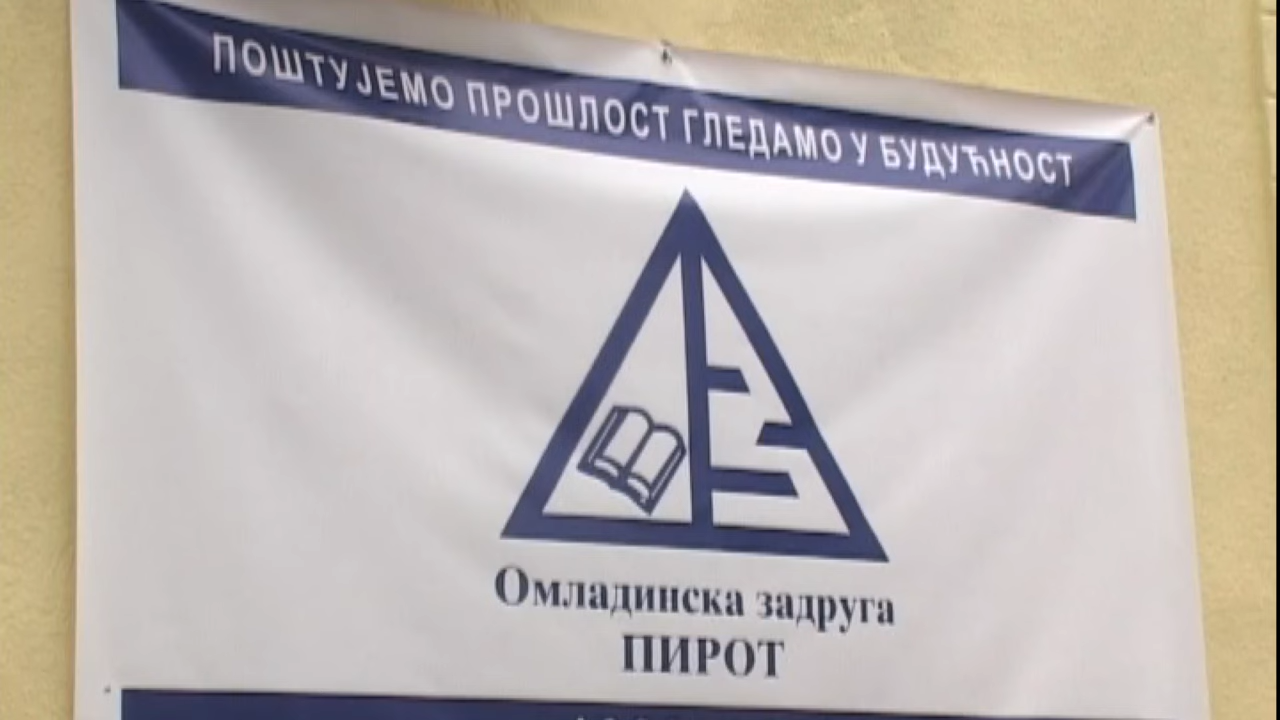 ПОШТУЈЕМО ПРОШЛОСТ ГЛЕДАМО У БУДУЋНОСТ
Омладинска задруга
ПИРОТ